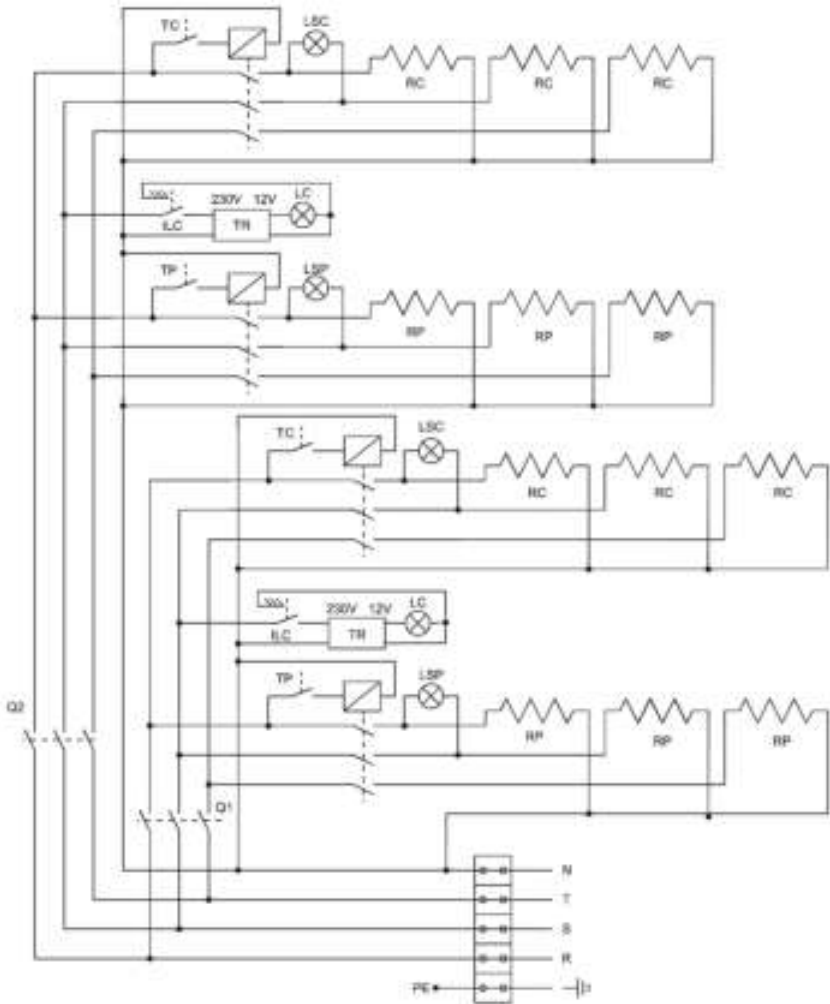 TC LSC
RC RC RC
230V 12V LC
ILC TR
TP LSP
RP RP RP
TC LSC
RC RC RC
230V 12V LC
ILC TR
TP LSP
Q2
RP RP RP
Q1
N
T
S
R
PE